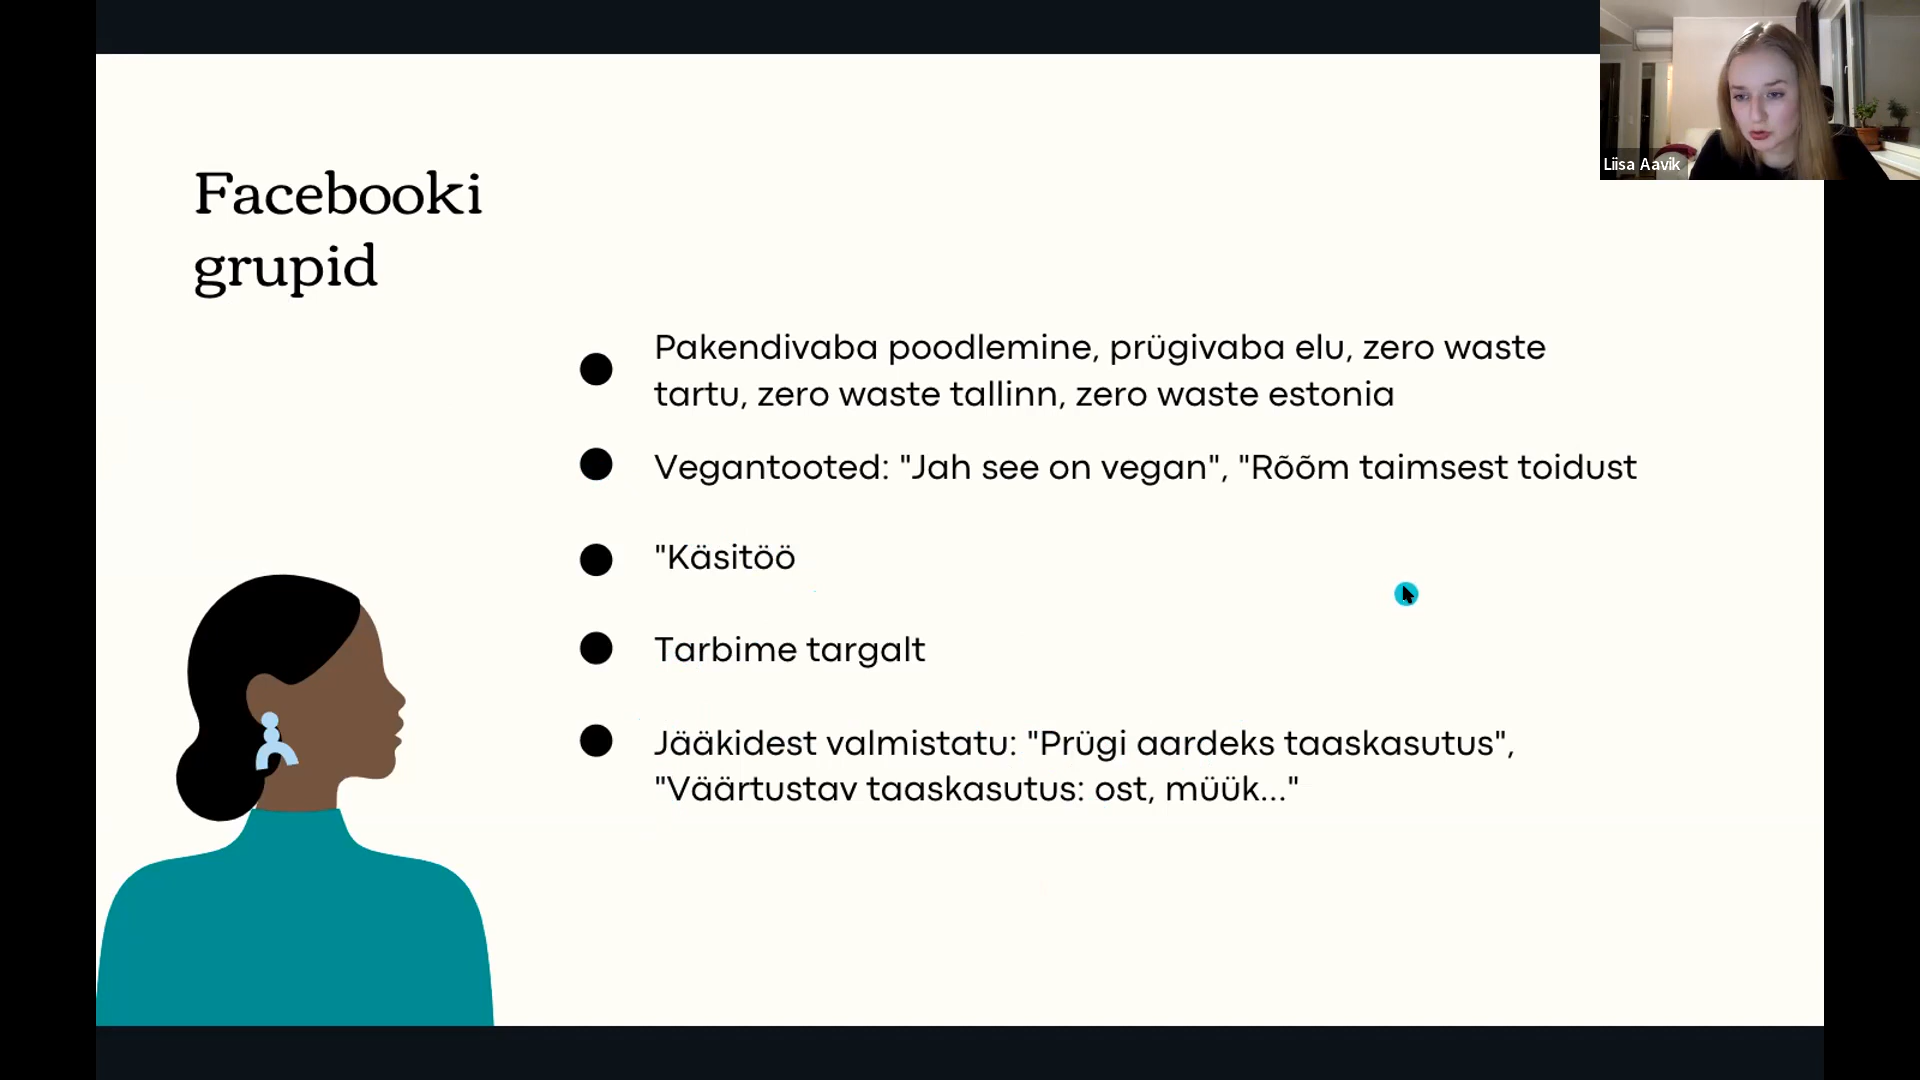 Liisa Aavik
Facebooki
grupid
Pakendivaba poodlemine, prügivaba elu, zero waste
tartu, zero waste tallinn, zero waste estonia
Vegantooted: "Jah see on vegan", "Rõõm taimsest toidust
"Käsitöö
Tarbime targalt
Jääkidest valmistatu: "Prügi aardeks taaskasutus",
"Väärtustav taaskasutus: ost, müük..."